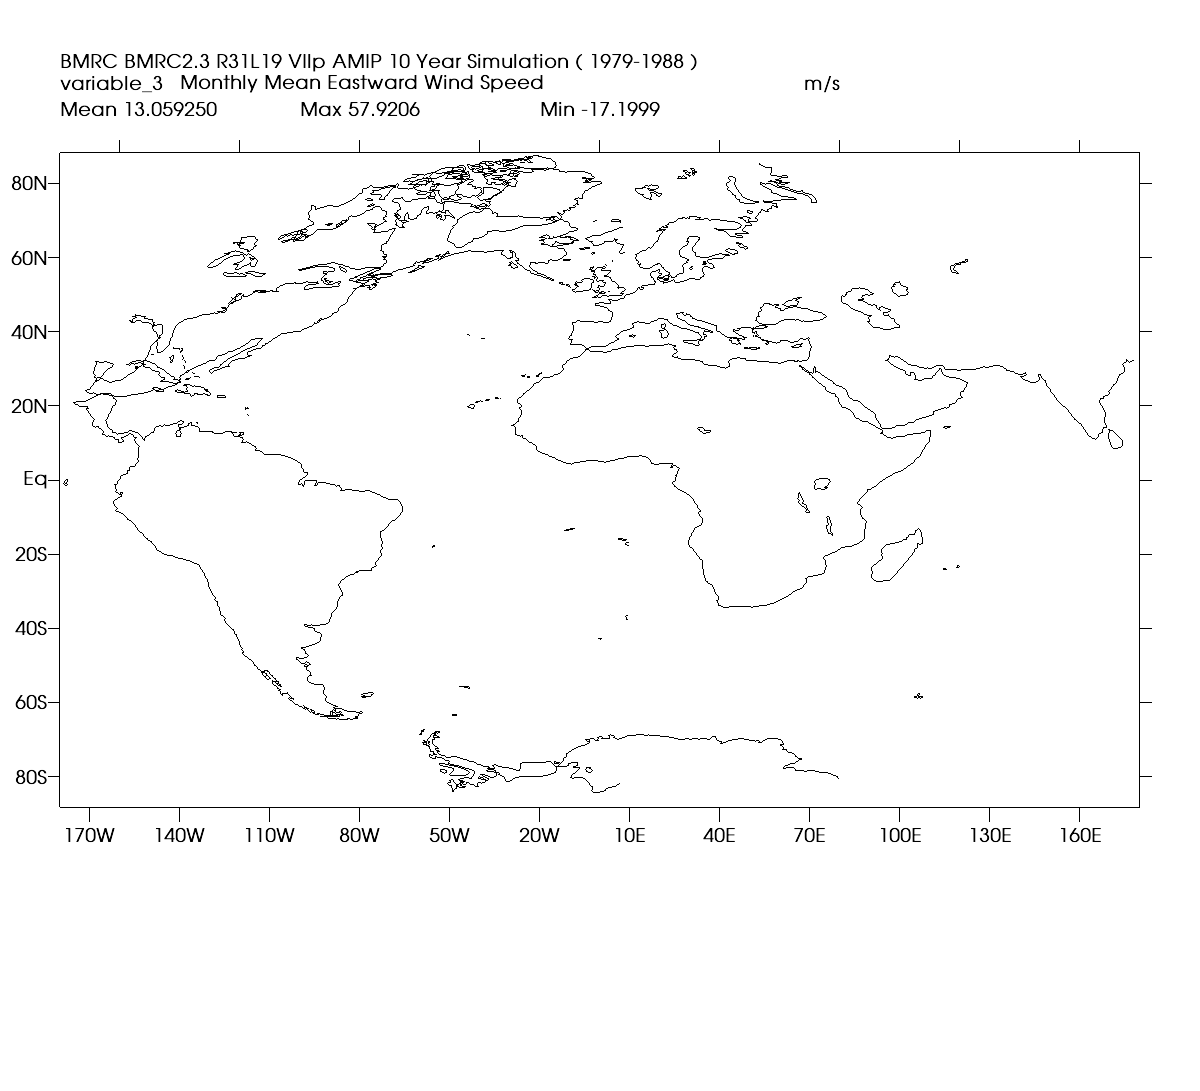 BMRC BMRC2.3 R31L19 VIIp AMIP 10 Year Simulation ( 1979-1988 )
variable_3 Monthly Mean Eastward Wind Speed m/s
Mean 13.059250 Max 57.9206 Min -17.1999
80N
60N
40N
20N
Eq
20S
40S
60S
80S
170W 140W 110W 80W 50W 20W 10E 40E 70E 100E 130E 160E